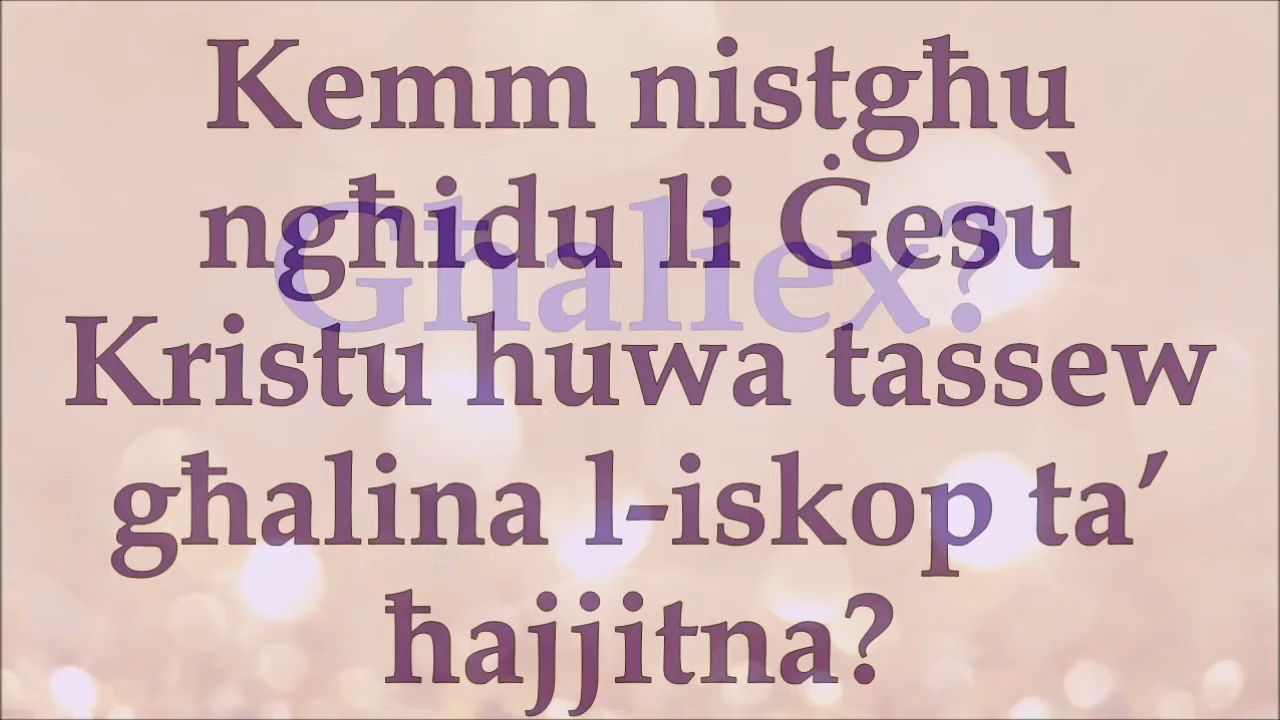 Kemm nistgħu
ngħidu li Ġesù
Għaliex?
Kristu huwa tassew
għalina l-iskop ta’
ħajjitna?